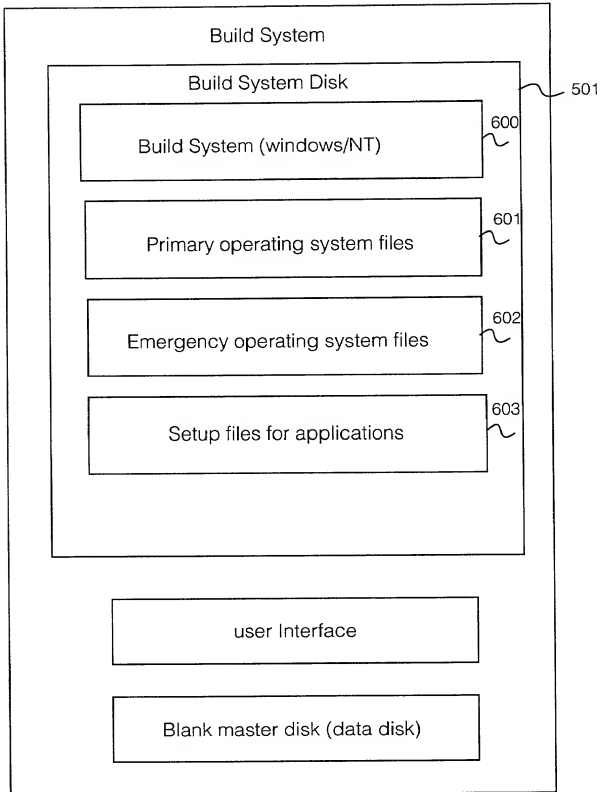 Build System
Build System Disk
501
Build System (windows/NT)
600
Primary operating system files
601
Emergency operating system files
602
Setup files for applications
603
user Interface
Blank master disk (data disk)